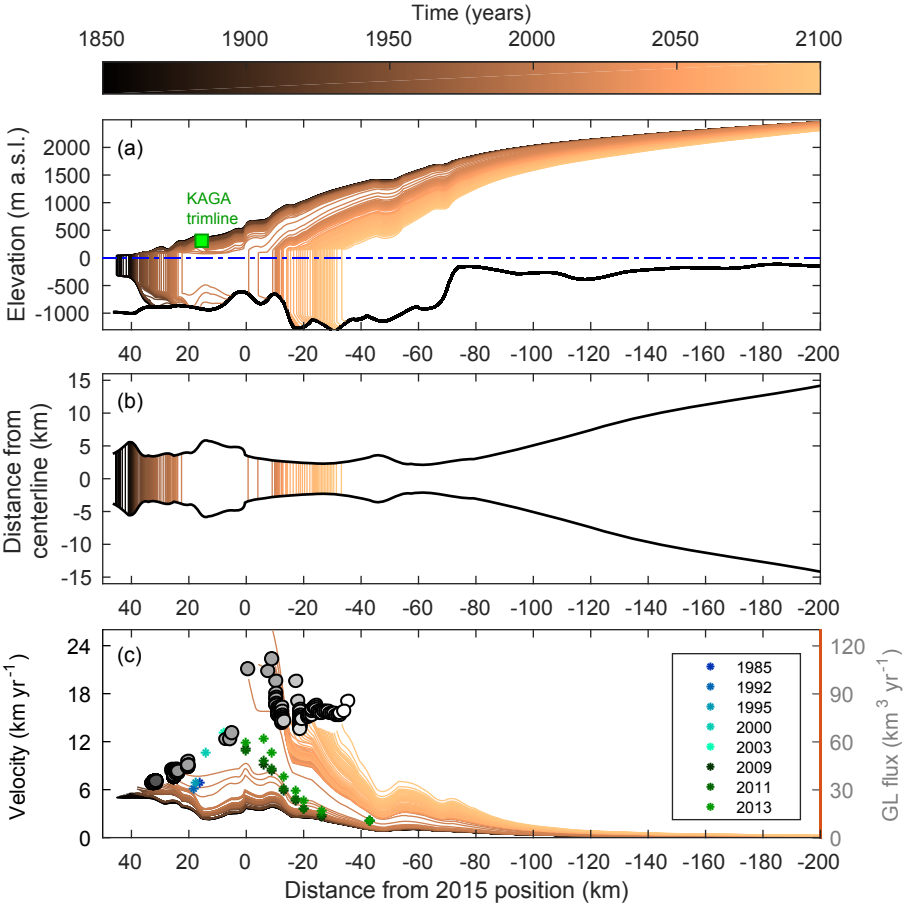 Time (years)
1850 1900 1950 2000 2050 2100
(a)
Elevation (m a.s.l.)
2000
1500
1000
500
0
-500
-1000
KAGA
trimline
40 20 0 -20 -40 -60 -80 -100 -120 -140 -160 -180 -200
(b)
Distance from
centerline (km)
15
10
5
0
-5
-10
-15
40 20 0 -20 -40 -60 -80 -100 -120 -140 -160 -180 -200
(c)
Velocity (km yr⁻¹)
24
18
12
6
0
1985
1992
1995
2000
2003
2009
2011
2013
120
90
60
30
0
GL flux (km³ yr⁻¹)
40 20 0 -20 -40 -60 -80 -100 -120 -140 -160 -180 -200
Distance from 2015 position (km)